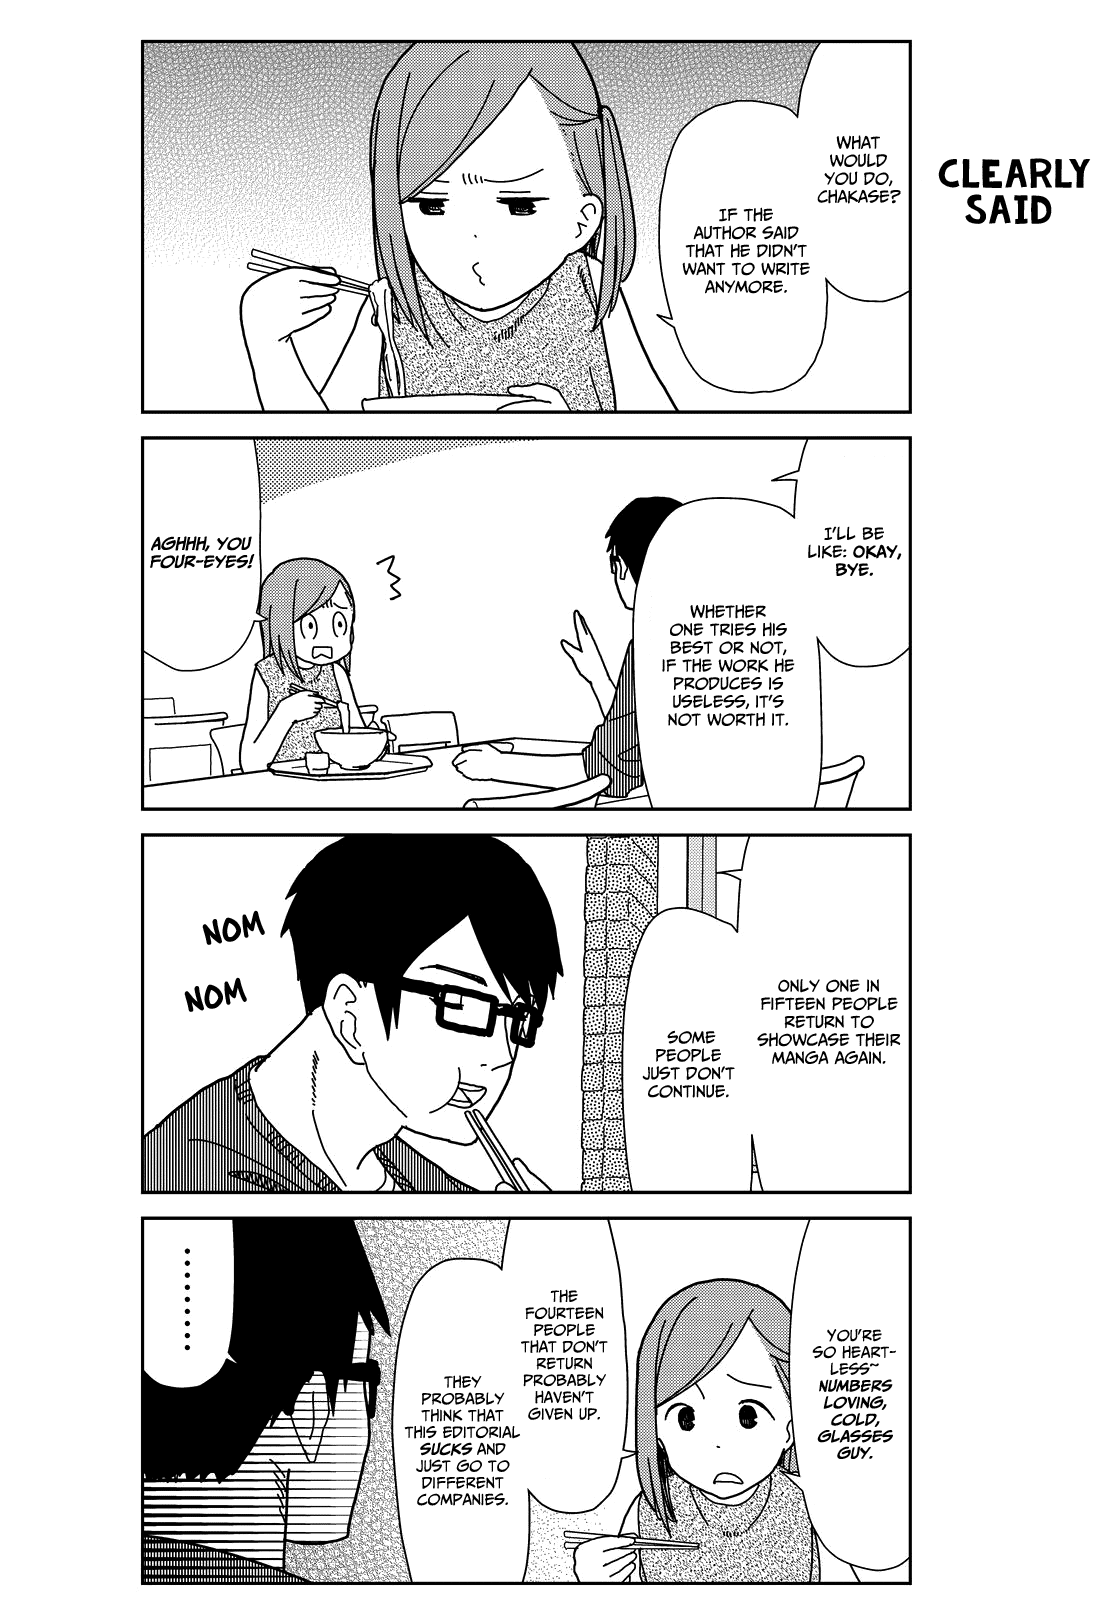 CLEARLY
SAID
WHAT
WOULD
YOU DO,
CHAKASE?
IF THE
AUTHOR SAID
THAT HE DIDN'T
WANT TO WRITE
ANYMORE.
I'LL BE
LIKE: OKAY,
BYE.
WHETHER
ONE TRIES HIS
BEST OR NOT,
IF THE WORK HE
PRODUCES IS
USELESS, IT'S
NOT WORTH IT.
AGHHH, YOU
FOUR-EYES!
ONLY ONE IN
FIFTEEN PEOPLE
RETURN TO
SHOWCASE THEIR
MANGA AGAIN.
SOME
PEOPLE
JUST DON'T
CONTINUE.
NOM
NOM
YOU'RE
SO HEART-
LESS~
NUMBERS
LOVING,
COLD,
GLASSES
GUY.
THE
FOURTEEN
PEOPLE
THAT DON'T
RETURN
PROBABLY
HAVEN'T
GIVEN UP.
THEY
PROBABLY
THINK THAT
THIS EDITORIAL
SUCKS AND
JUST GO TO
DIFFERENT
COMPANIES.
........